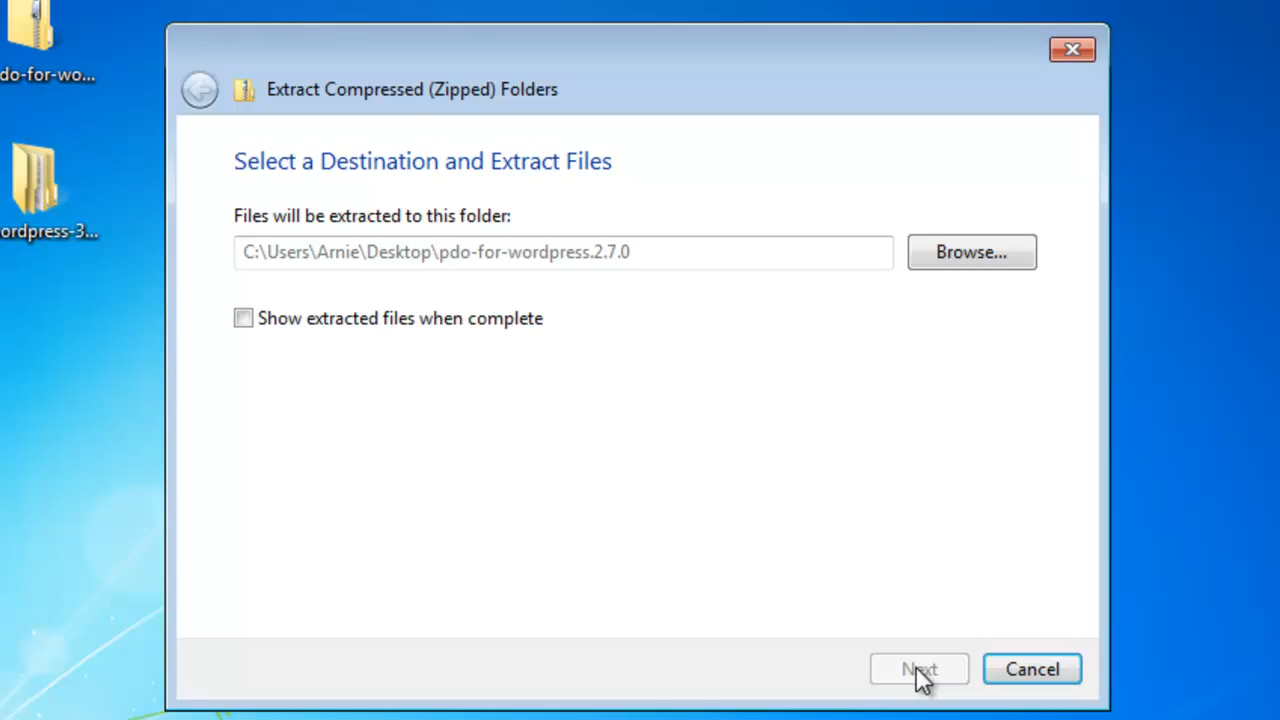 do-for-wo...
ordpress-3...
Extract Compressed (Zipped) Folders
Select a Destination and Extract Files
Files will be extracted to this folder:
C:\Users\Arnie\Desktop\pdo-for-wordpress.2.7.0
Browse...
Show extracted files when complete
Next
Cancel